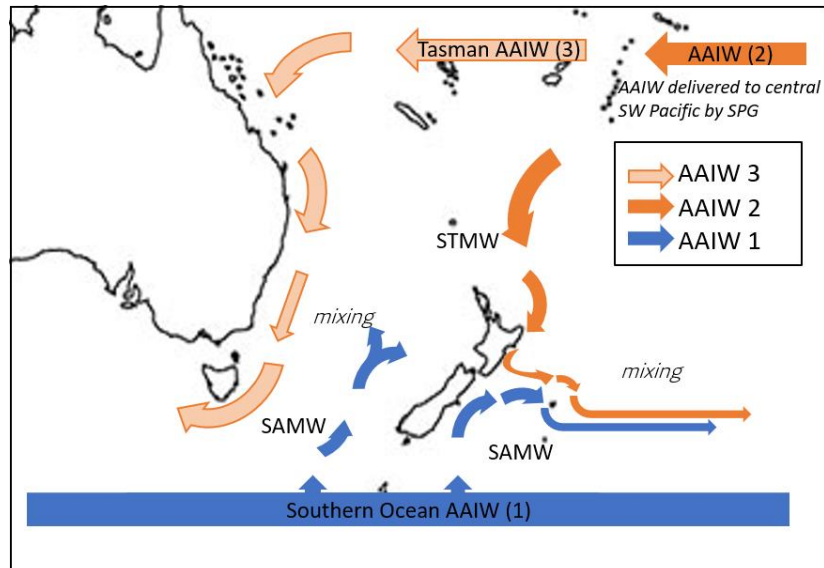 Tasman AAIW (3)
AAIW (2)
AAIW delivered to central
SW Pacific by SPG
AAIW 3
AAIW 2
AAIW 1
STMW
mixing
mixing
SAMW
SAMW
Southern Ocean AAIW (1)